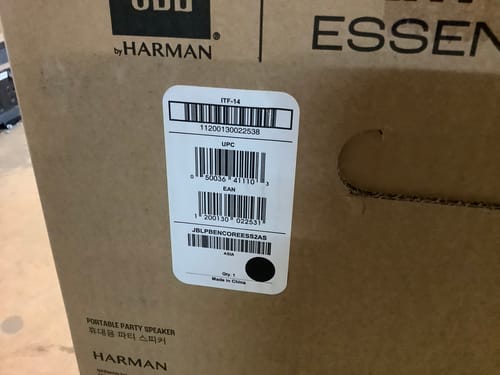 JBL
by HARMAN
ESSEN
ITF-14
11200130022538
UPC
0 50036 41110 3
EAN
1 200130 022531
JBLPBENCOREESS2AS
ASIA
Qty. 1
Made in China
PORTABLE PARTY SPEAKER
휴대용 파티 스피커
HARMAN